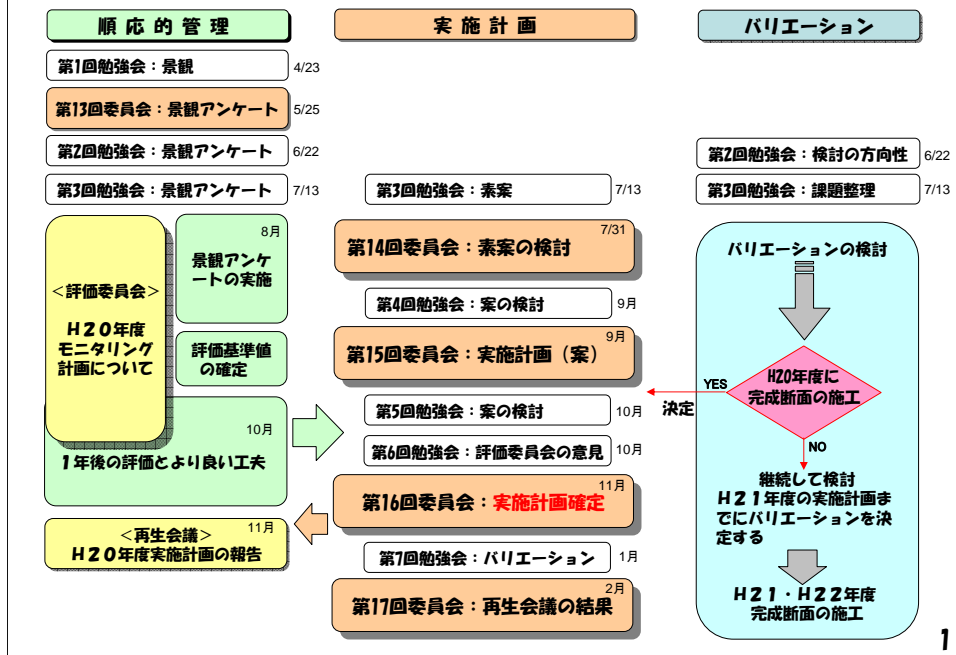 順応的管理
実施計画
バリエーション
第1回勉強会：景観
4/23
第13回委員会：景観アンケート
5/25
第2回勉強会：景観アンケート
6/22
第2回勉強会：検討の方向性
6/22
第3回勉強会：景観アンケート
7/13
第3回勉強会：素案
7/13
第3回勉強会：課題整理
7/13
＜評価委員会＞
H20年度
モニタリング
計画について
8月
景観アンケ
ートの実施
評価基準値
の確定
10月
1年後の評価とより良い工夫
＜再生会議＞
11月
H20年度実施計画の報告
7/31
第14回委員会：素案の検討
第4回勉強会：案の検討
9月
9月
第15回委員会：実施計画（案）
第5回勉強会：案の検討
10月
第6回勉強会：評価委員会の意見
10月
11月
第16回委員会：実施計画確定
第7回勉強会：バリエーション
1月
2月
第17回委員会：再生会議の結果
バリエーションの検討
H20年度に
完成断面の施工
YES
決定
NO
継続して検討
H21年度の実施計画ま
でにバリエーションを決
定する
H21・H22年度
完成断面の施工
1